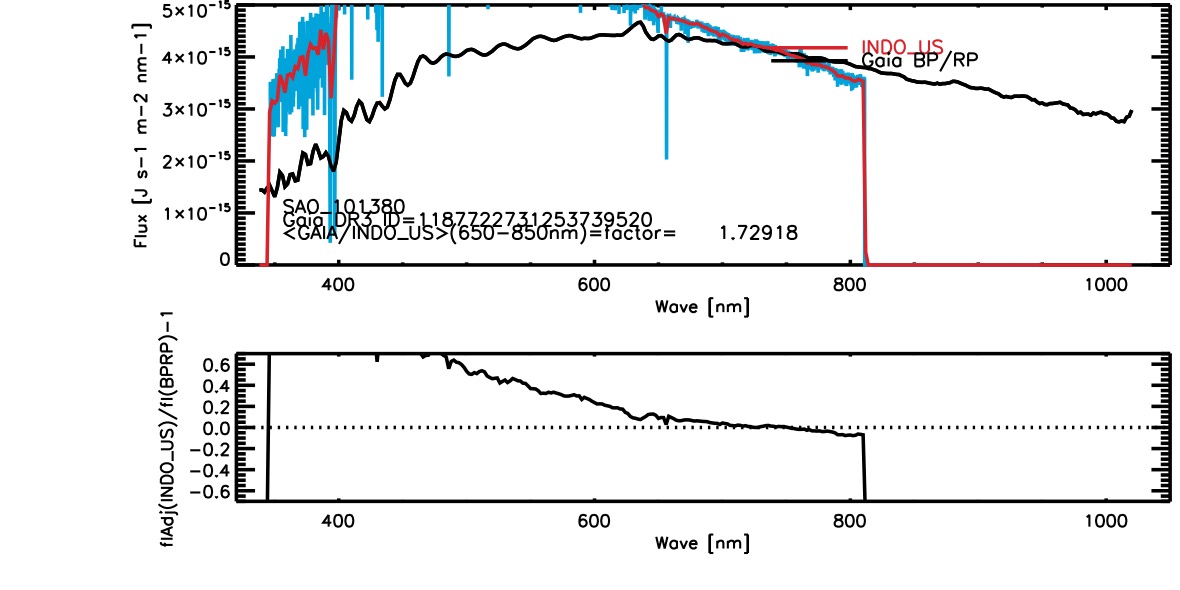 5×10-15
4×10-15
3×10-15
2×10-15
1×10-15
0
Flux [J s-1 m-2 nm-1]
INDO_US
Gaia BP/RP
SAO_101380
Gaia DR3 ID=1187722731253739520
<GAIA/INDO_US>(650-850nm)=factor= 1.72918
400 600 800 1000
Wave [nm]
flAdj(INDO_US)/fl(BPRP)-1
0.6
0.4
0.2
0.0
-0.2
-0.4
-0.6
400 600 800 1000
Wave [nm]